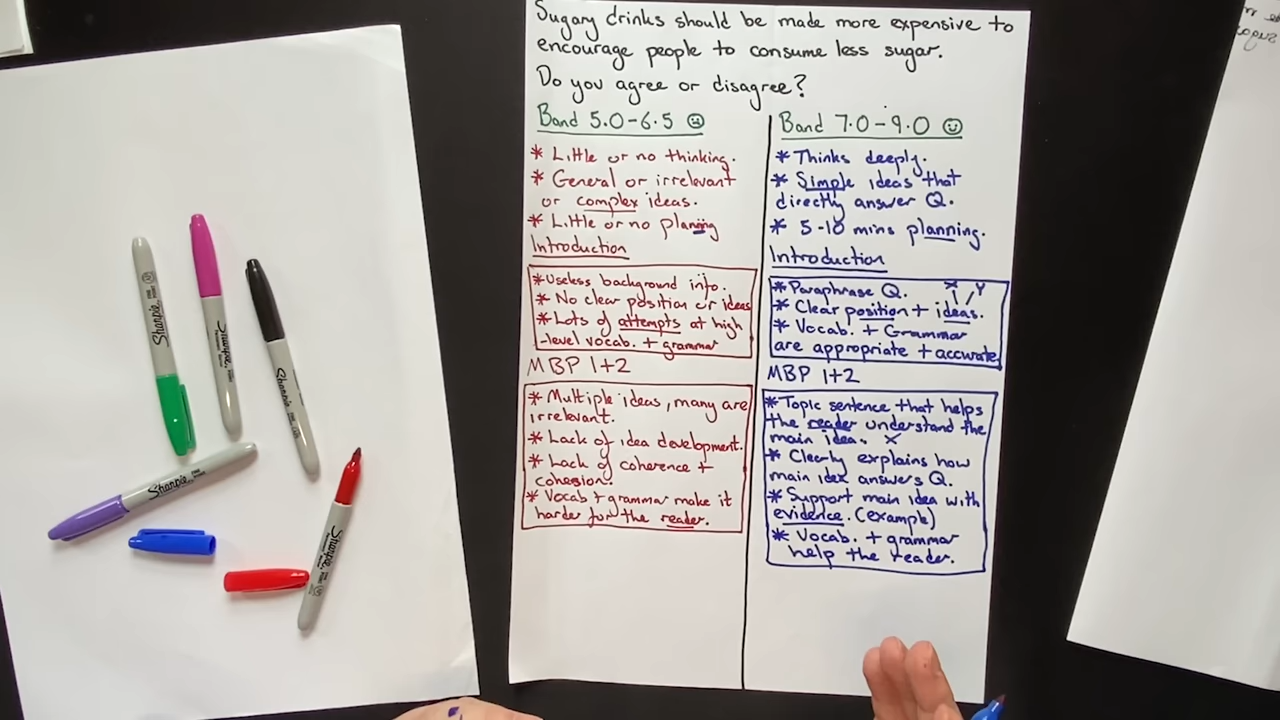 Sugary drinks should be made more expensive to
encourage people to consume less sugar.
Do you agree or disagree?
Band 5.0-6.5
* Little or no thinking.
* General or irrelevant
or complex ideas.
* Little or no planning
Introduction
* Useless background info.
* No clear position or ideas
* Lots of attempts at high
-level vocab. + grammar
MBP 1+2
* Multiple ideas, many are
irrelevant.
* Lack of idea development.
* Lack of coherence +
cohesion.
* Vocab + grammar make it
harder for the reader.
Band 7.0-9.0
* Thinks deeply.
* Simple ideas that
directly answer Q.
* 5-10 mins planning.
Introduction
* Paraphrase Q. X Y
* Clear position + ideas.
* Vocab. + Grammar
are appropriate + accurate
MBP 1+2
* Topic sentence that helps
the reader understand the
main idea. X
* Clearly explains how
main idea answers Q.
* Support main idea with
evidence. (example)
* Vocab. + grammar
help the reader.
Sharpie
Sharpie
Sharpie
Sharpie
Sharpie